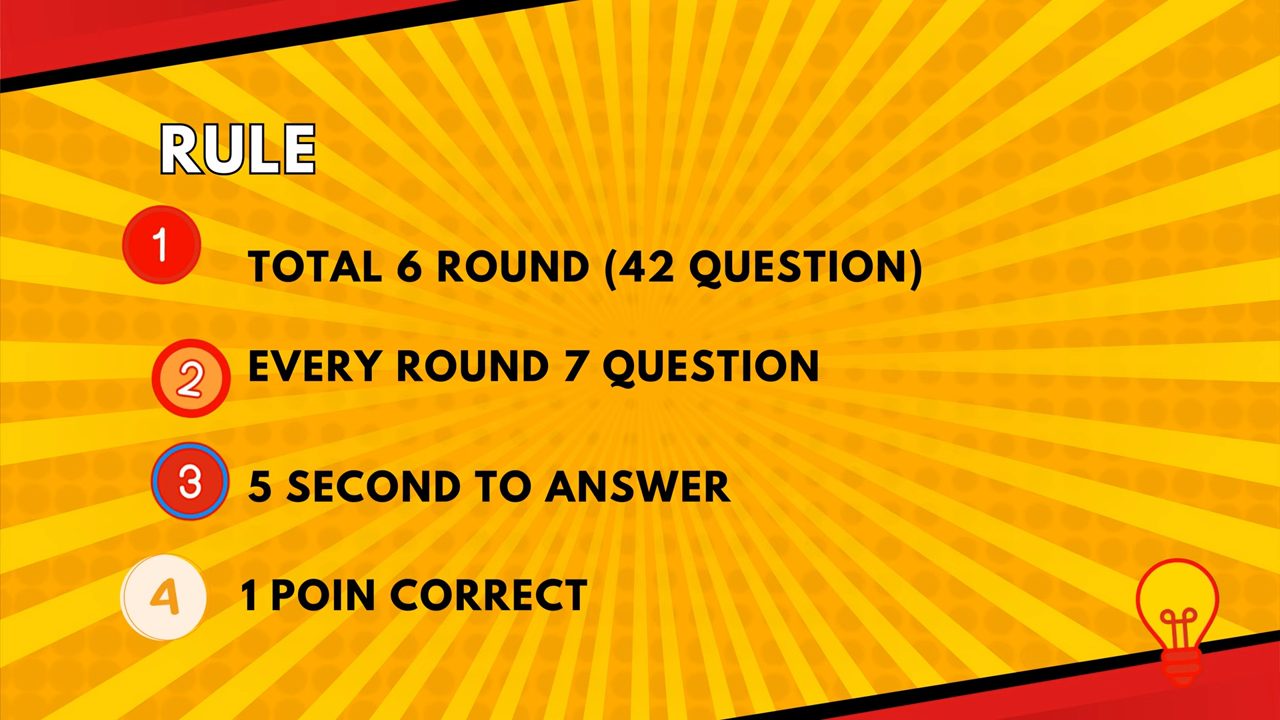 RULE
1
TOTAL 6 ROUND (42 QUESTION)
2
EVERY ROUND 7 QUESTION
3
5 SECOND TO ANSWER
4
1 POIN CORRECT